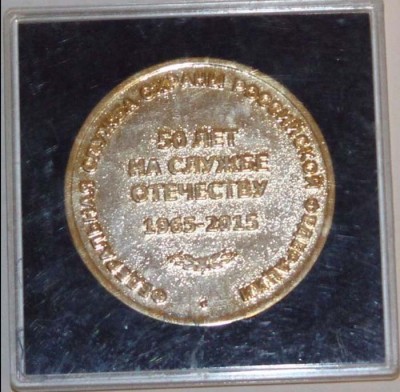 ФЕДЕРАЛЬНАЯ СЛУЖБА ОХРАНЫ РОССИЙСКОЙ ФЕДЕРАЦИИ
50 ЛЕТ
НА СЛУЖБЕ
ОТЕЧЕСТВУ
1965-2015